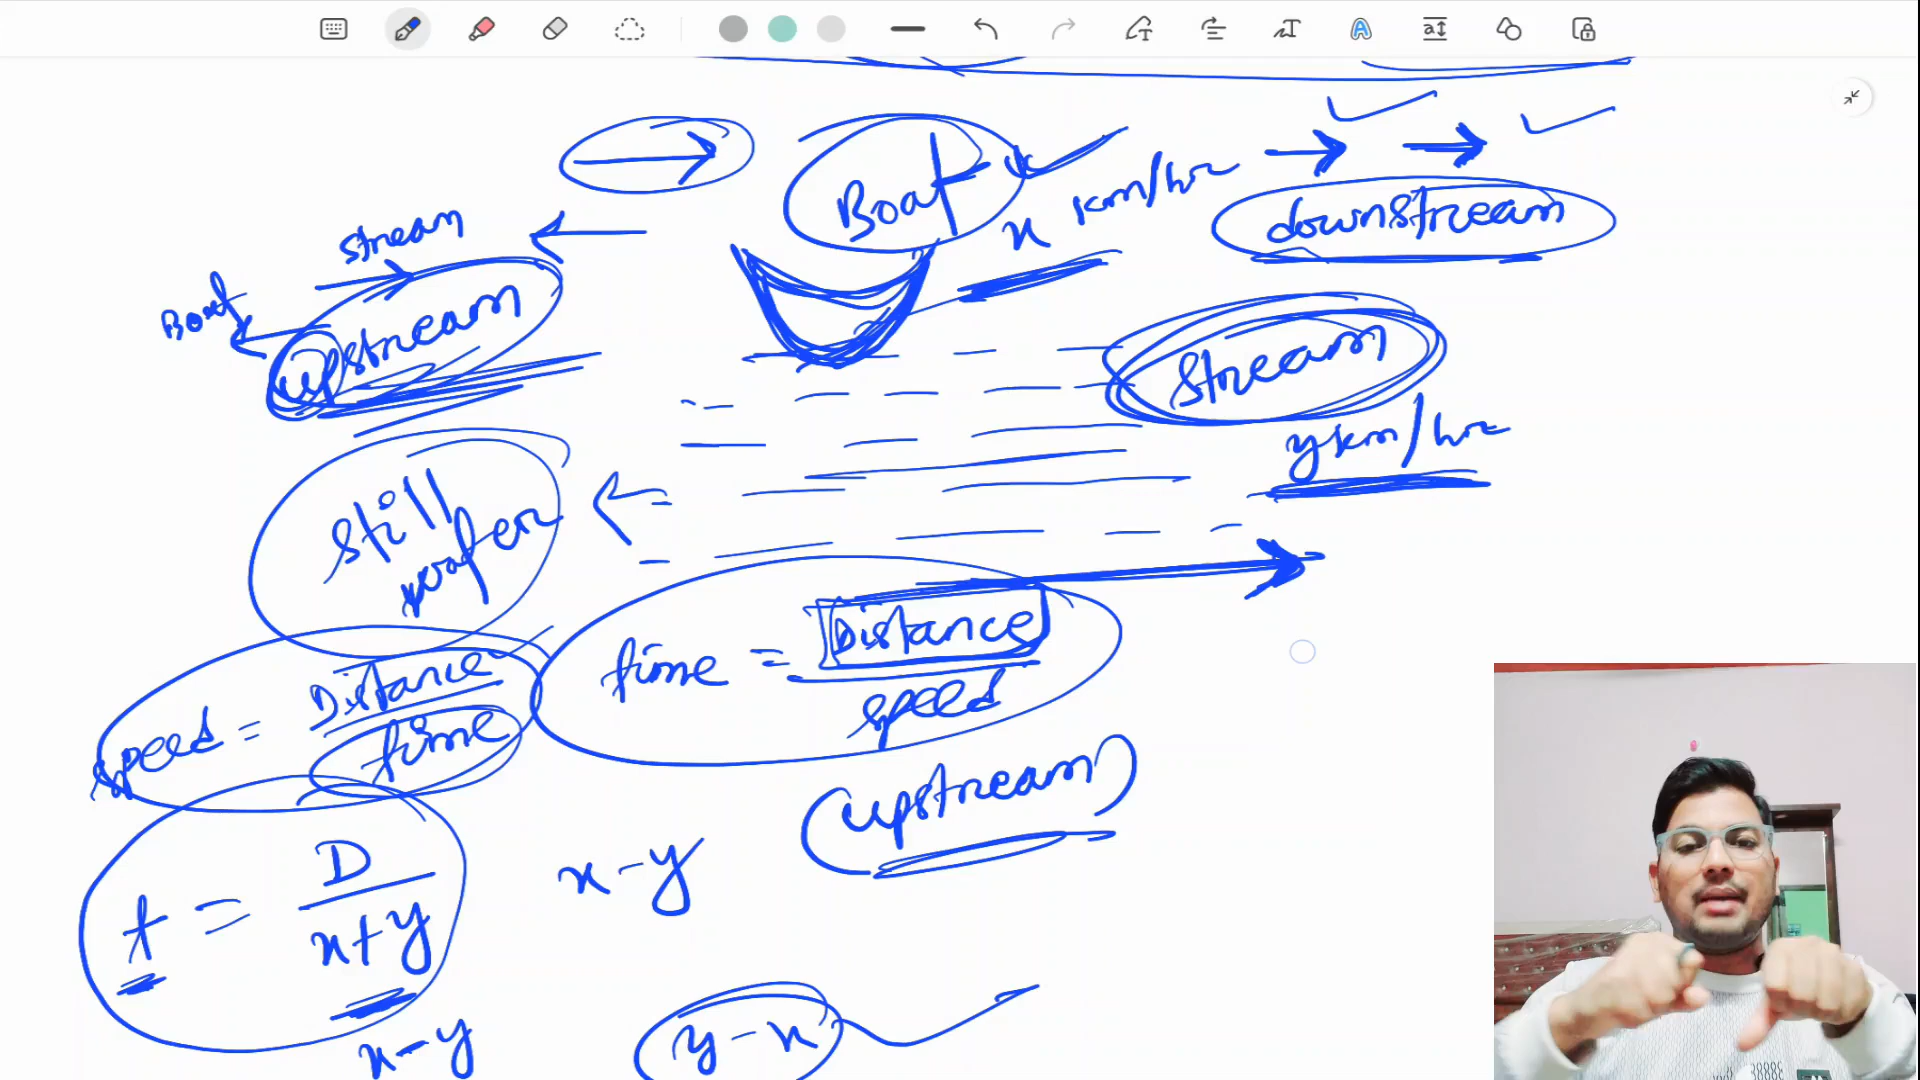 Boat
x km/hr
downstream
stream
Boat
upstream
Stream
y km/hr
Still
water
time = Distance
speed
speed = Distance
time
(upstream)
t = D
x+y
x-y
x-y
y-x